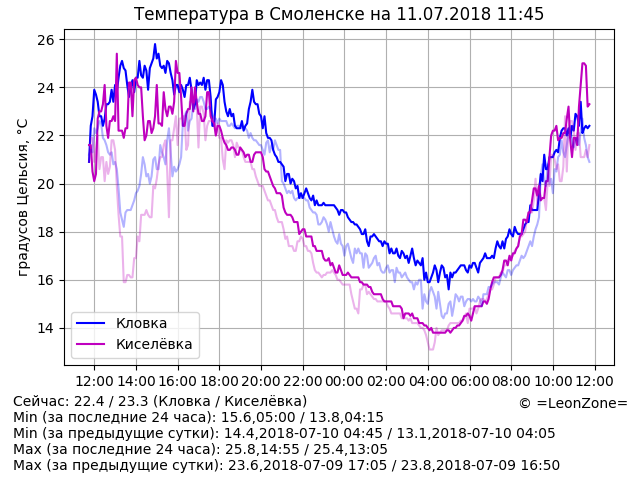 Температура в Смоленске на 11.07.2018 11:45
градусов Цельсия, °C
26
24
22
20
18
16
14
Кловка
Киселёвка
12:00 14:00 16:00 18:00 20:00 22:00 00:00 02:00 04:00 06:00 08:00 10:00 12:00
Сейчас: 22.4 / 23.3 (Кловка / Киселёвка)
© =LeonZone=
Min (за последние 24 часа): 15.6,05:00 / 13.8,04:15
Min (за предыдущие сутки): 14.4,2018-07-10 04:45 / 13.1,2018-07-10 04:05
Max (за последние 24 часа): 25.8,14:55 / 25.4,13:05
Max (за предыдущие сутки): 23.6,2018-07-09 17:05 / 23.8,2018-07-09 16:50